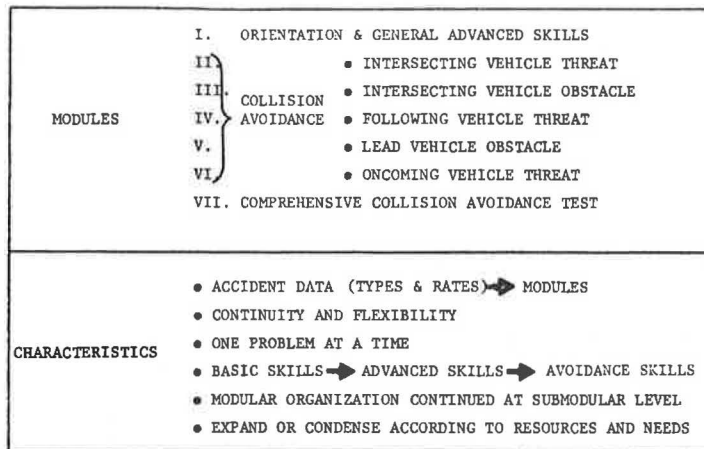 I. ORIENTATION & GENERAL ADVANCED SKILLS
II. • INTERSECTING VEHICLE THREAT
III. • INTERSECTING VEHICLE OBSTACLE
COLLISION
MODULES IV. AVOIDANCE • FOLLOWING VEHICLE THREAT
V. • LEAD VEHICLE OBSTACLE
VI. • ONCOMING VEHICLE THREAT
VII. COMPREHENSIVE COLLISION AVOIDANCE TEST
• ACCIDENT DATA (TYPES & RATES) → MODULES
• CONTINUITY AND FLEXIBILITY
• ONE PROBLEM AT A TIME
CHARACTERISTICS
• BASIC SKILLS → ADVANCED SKILLS → AVOIDANCE SKILLS
• MODULAR ORGANIZATION CONTINUED AT SUBMODULAR LEVEL
• EXPAND OR CONDENSE ACCORDING TO RESOURCES AND NEEDS